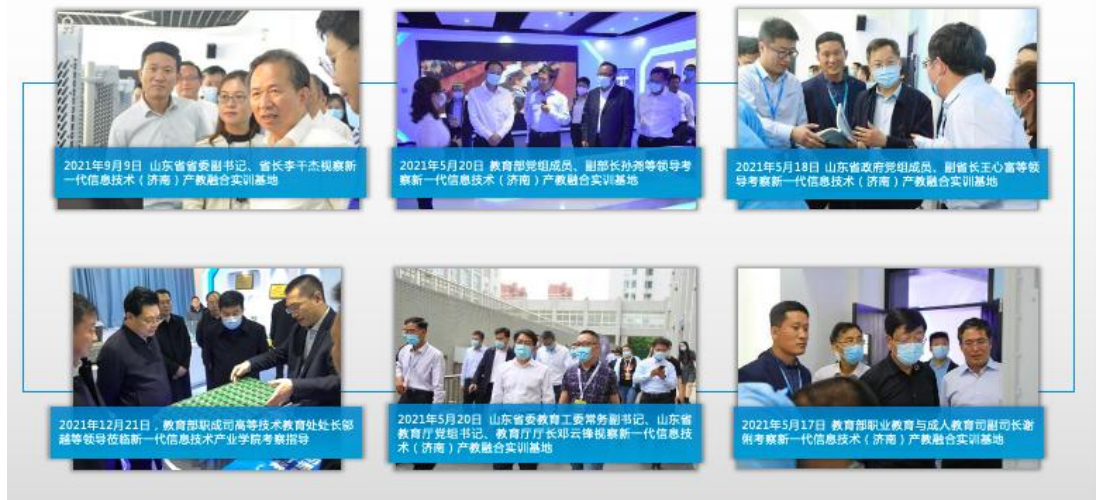 2021年9月9日 山东省省委副书记、省长李干杰视察新
一代信息技术（济南）产教融合实训基地
2021年5月20日 教育部党组成员、副部长孙尧等领导考
察新一代信息技术（济南）产教融合实训基地
2021年5月18日 山东省政府党组成员、副省长王心富等领
导考察新一代信息技术（济南）产教融合实训基地
2021年12月21日，教育部职成司高等技术教育处处长邬
越等领导莅临新一代信息技术产业学院考察指导
2021年5月20日 山东省委教育工委常务副书记、山东省
教育厅党组书记、教育厅厅长邓云锋视察新一代信息技
术（济南）产教融合实训基地
2021年5月17日 教育部职业教育与成人教育司副司长谢
俐考察新一代信息技术（济南）产教融合实训基地